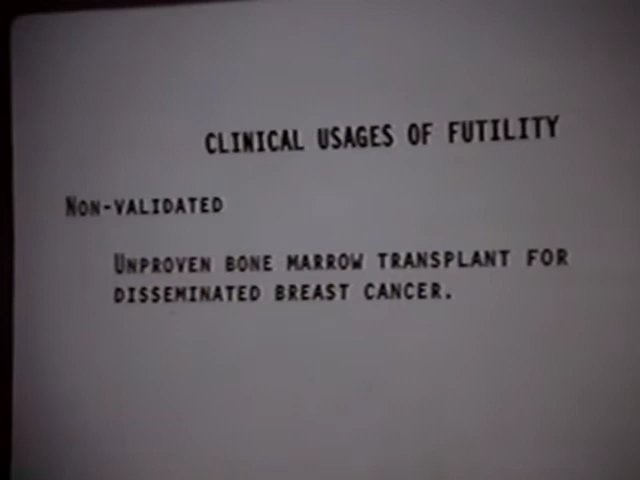 CLINICAL USAGES OF FUTILITY
NON-VALIDATED
UNPROVEN BONE MARROW TRANSPLANT FOR
DISSEMINATED BREAST CANCER.